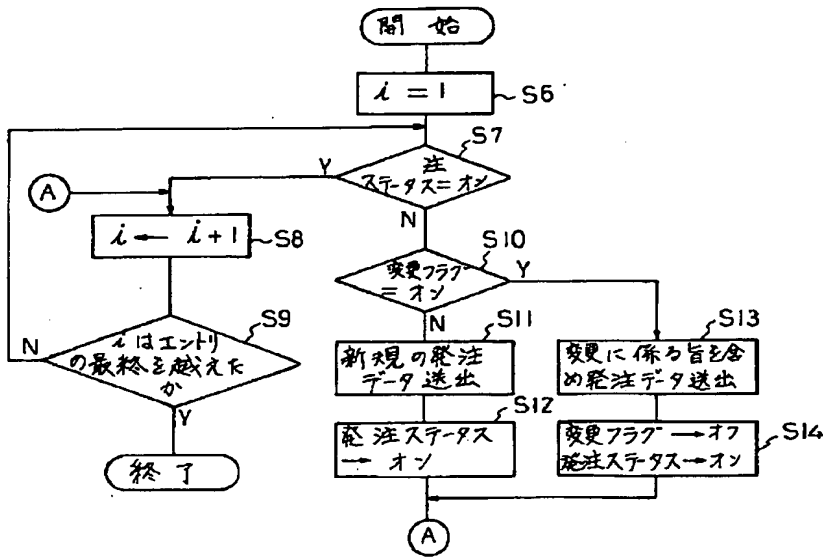 開始
i = 1
S6
S7
注
ステータス=オン
Y
N
A
i ← i+1
S8
S10
変更フラグ
= オン
Y
N
S9
iはエントリ
の最終を越えた
か
N
Y
終了
S11
新規の発注
データ送出
S12
発注ステータス
→ オン
S13
変更に係る旨を含
め発注データ送出
S14
変更フラグ→オフ
発注ステータス→オン
A